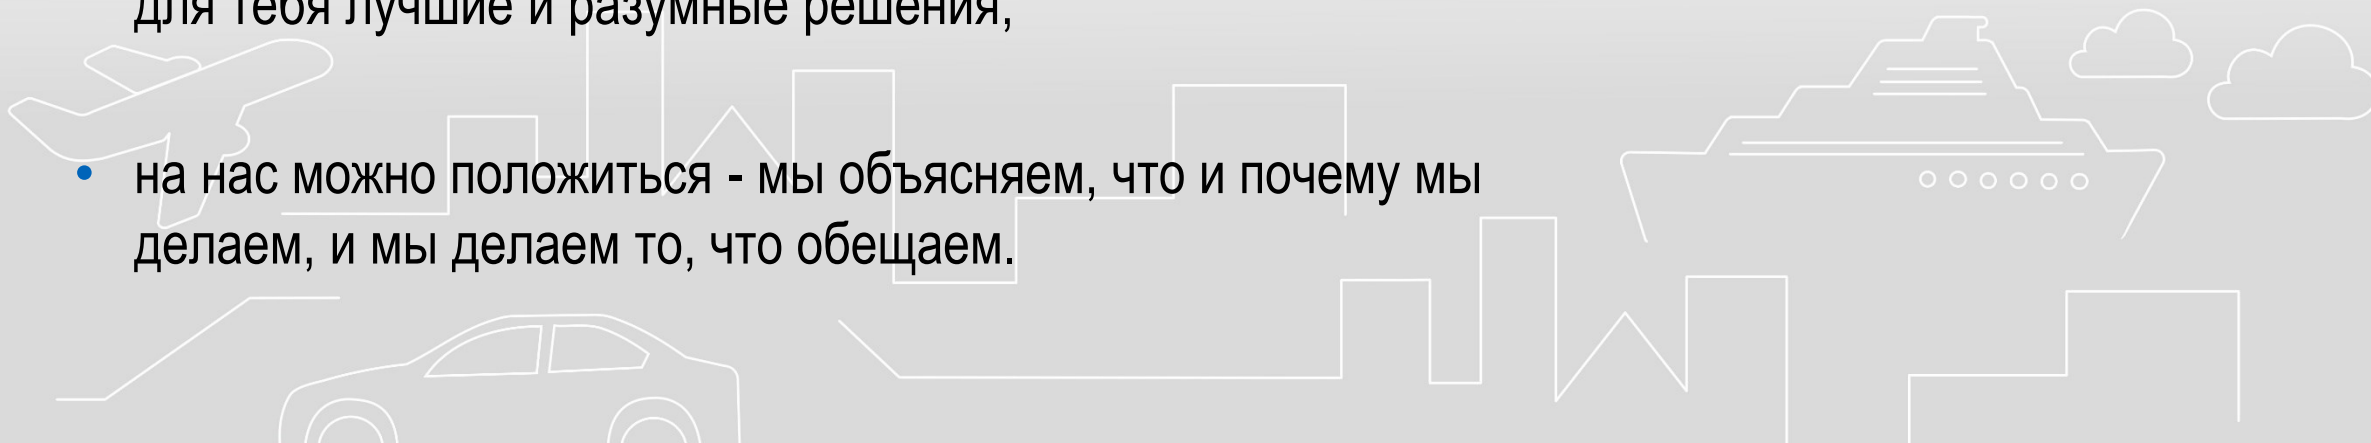 для тебя лучшие и разумные решения,
• на нас можно положиться - мы объясняем, что и почему мы
делаем, и мы делаем то, что обещаем.